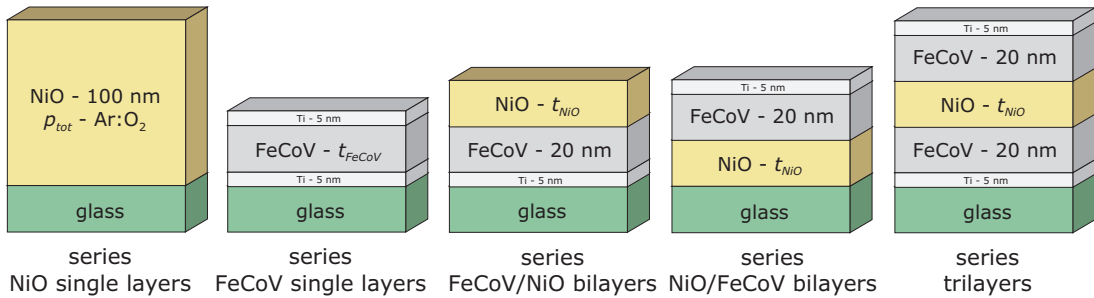 NiO - 100 nm
p_tot - Ar:O₂
glass
series
NiO single layers
Ti - 5 nm
FeCoV - t_FeCoV
Ti - 5 nm
glass
series
FeCoV single layers
NiO - t_NiO
FeCoV - 20 nm
Ti - 5 nm
glass
series
FeCoV/NiO bilayers
Ti - 5 nm
FeCoV - 20 nm
NiO - t_NiO
glass
series
NiO/FeCoV bilayers
Ti - 5 nm
FeCoV - 20 nm
NiO - t_NiO
FeCoV - 20 nm
Ti - 5 nm
glass
series
trilayers